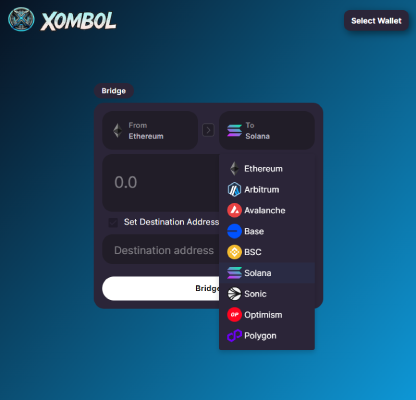 XOMBOL
Select Wallet
Bridge
From
Ethereum
To
Solana
0.0
Set Destination Address
Destination address
Bridge
Ethereum
Arbitrum
Avalanche
Base
BSC
Solana
Sonic
OP
Optimism
Polygon